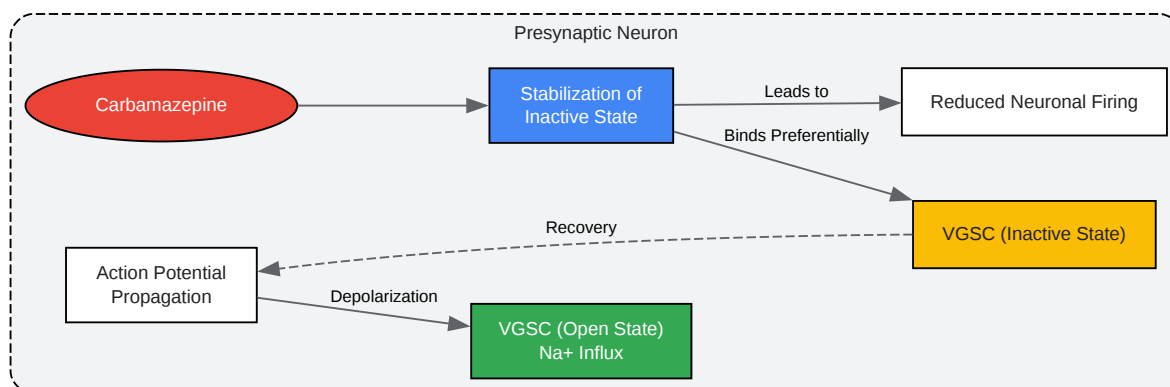 Presynaptic Neuron
Carbamazepine
Stabilization of
Inactive State
Leads to
Reduced Neuronal Firing
Binds Preferentially
VGSC (Inactive State)
Recovery
Action Potential
Propagation
Depolarization
VGSC (Open State)
Na+ Influx